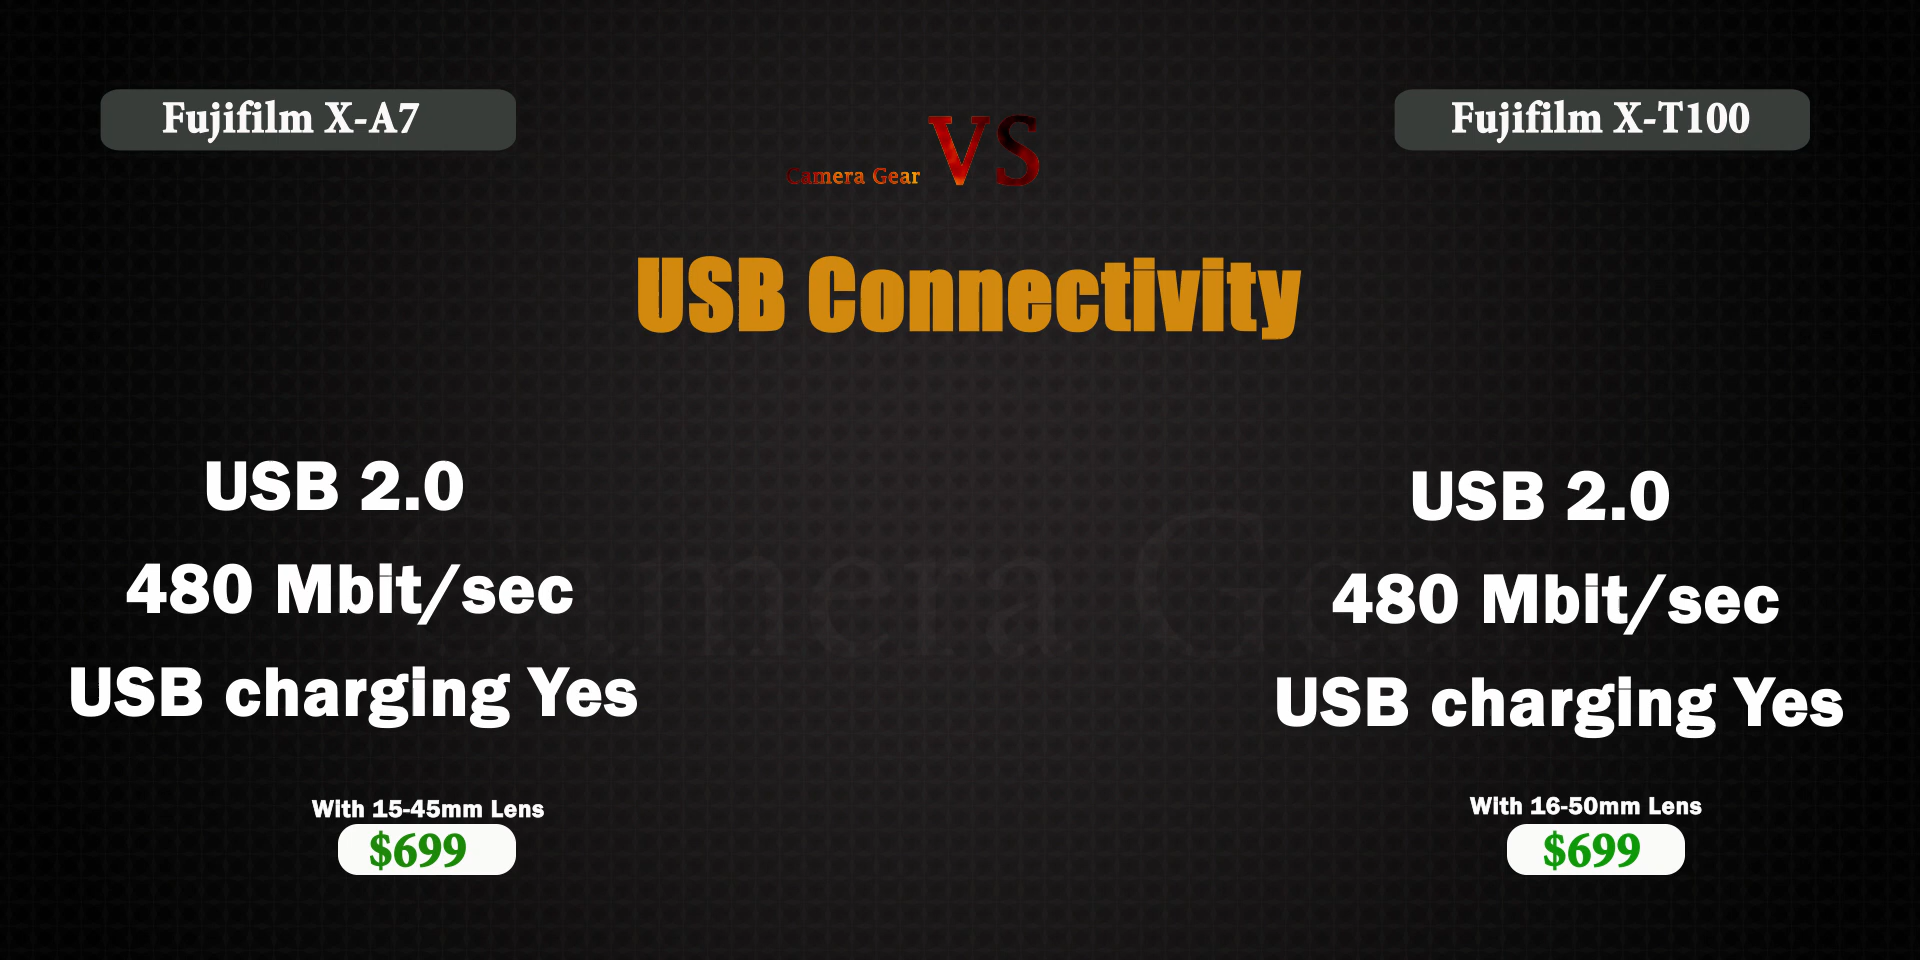 Fujifilm X-A7
Camera Gear VS
Fujifilm X-T100
USB Connectivity
USB 2.0
480 Mbit/sec
USB charging Yes
With 15-45mm Lens
$699
USB 2.0
480 Mbit/sec
USB charging Yes
With 16-50mm Lens
$699